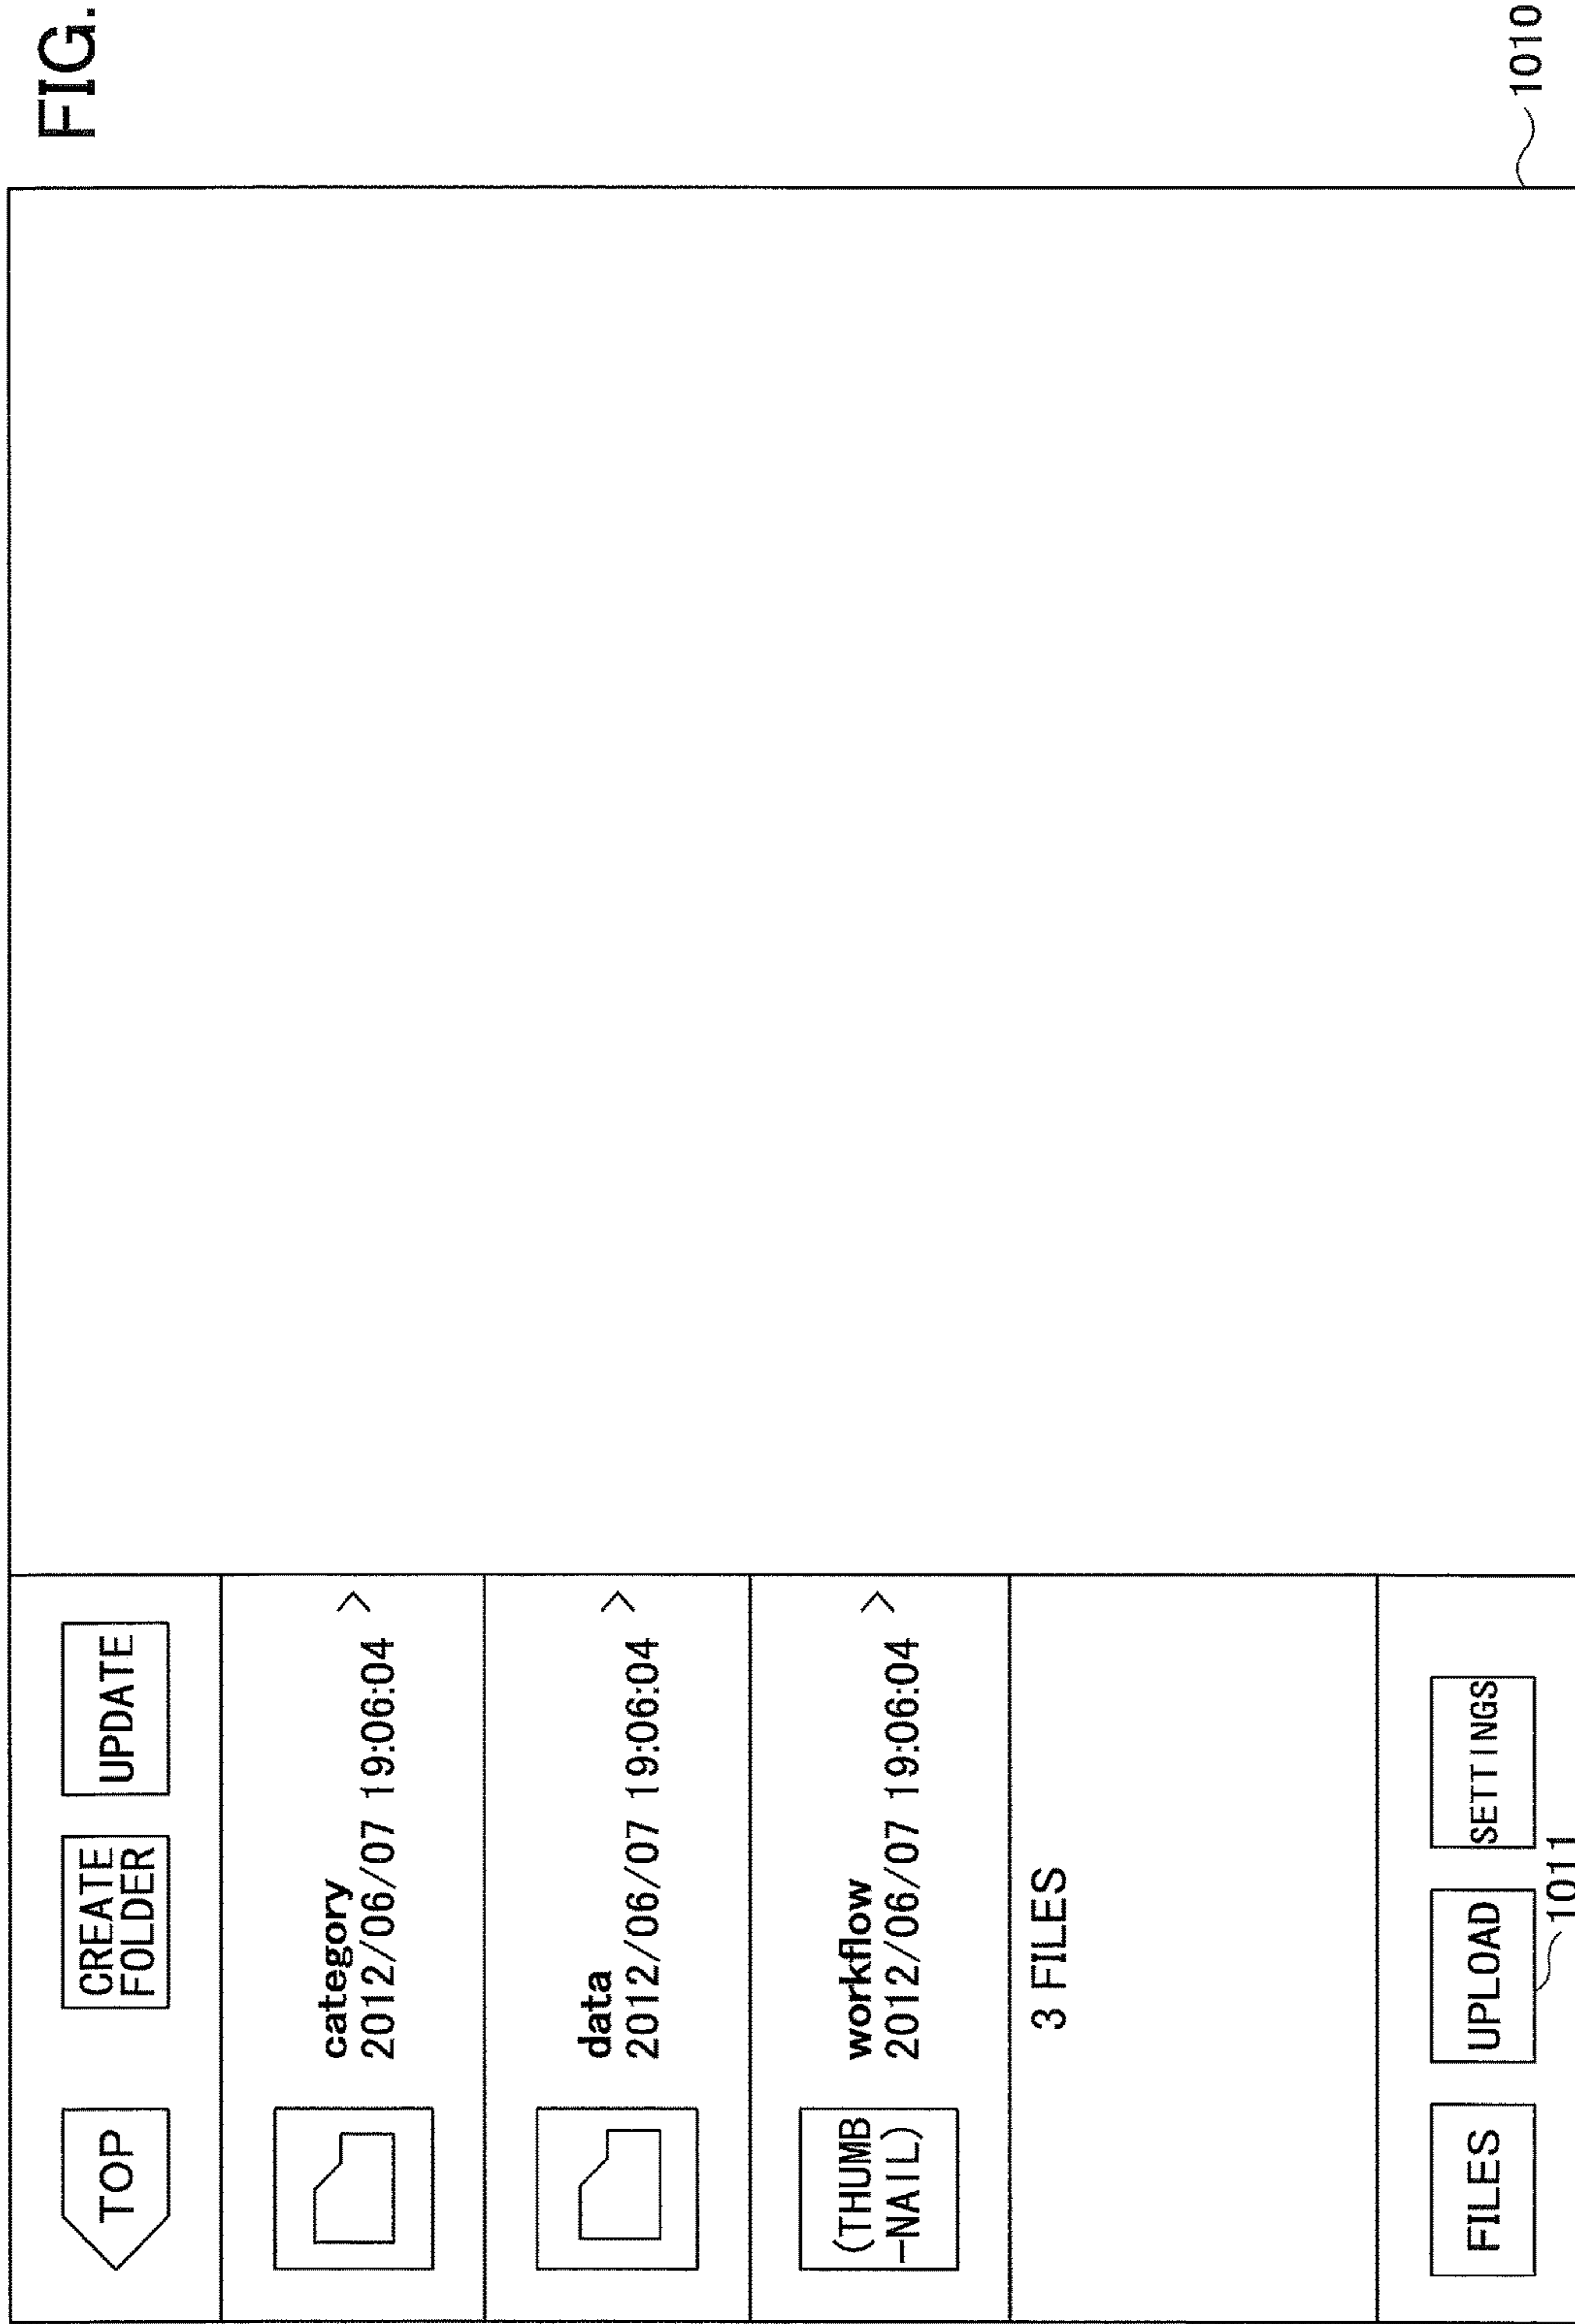 FIG.
TOP
CREATE
FOLDER
UPDATE
category
2012/06/07 19:06:04 >
data
2012/06/07 19:06:04 >
(THUMB
-NAIL)
workflow
2012/06/07 19:06:04 >
3 FILES
FILES
UPLOAD
SETTINGS
1011
1010